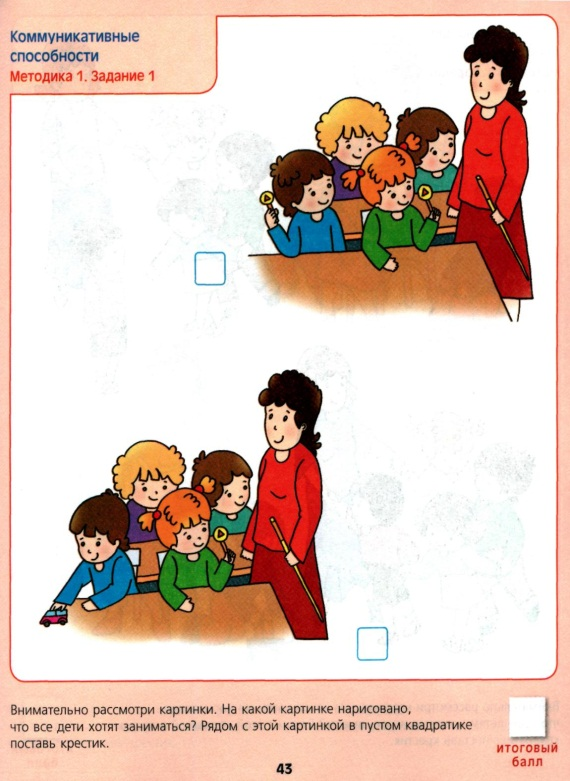 Коммуникативные
способности
Методика 1. Задание 1
Внимательно рассмотри картинки. На какой картинке нарисовано,
что все дети хотят заниматься? Рядом с этой картинкой в пустом квадратике
поставь крестик.
итоговый
балл
43